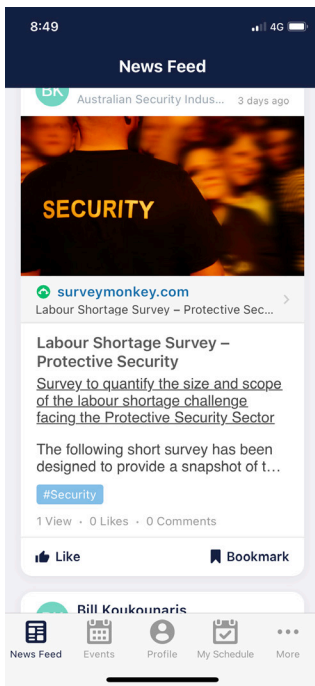 8:49
4G
News Feed
BK
Australian Security Indus... 3 days ago
SECURITY
surveymonkey.com
Labour Shortage Survey – Protective Sec...
Labour Shortage Survey –
Protective Security
Survey to quantify the size and scope
of the labour shortage challenge
facing the Protective Security Sector
The following short survey has been
designed to provide a snapshot of t...
#Security
1 View · 0 Likes · 0 Comments
Like
Bookmark
Bill Koukounaris
News Feed
Events
Profile
My Schedule
More